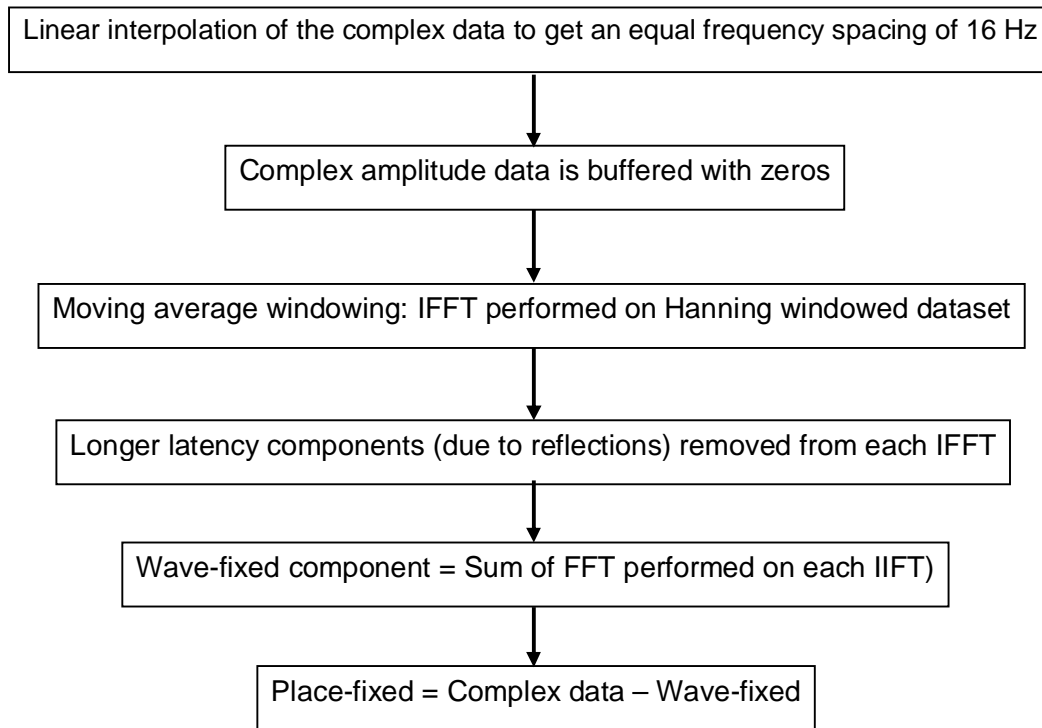 Linear interpolation of the complex data to get an equal frequency spacing of 16 Hz
Complex amplitude data is buffered with zeros
Moving average windowing: IFFT performed on Hanning windowed dataset
Longer latency components (due to reflections) removed from each IFFT
Wave-fixed component = Sum of FFT performed on each IIFT)
Place-fixed = Complex data – Wave-fixed